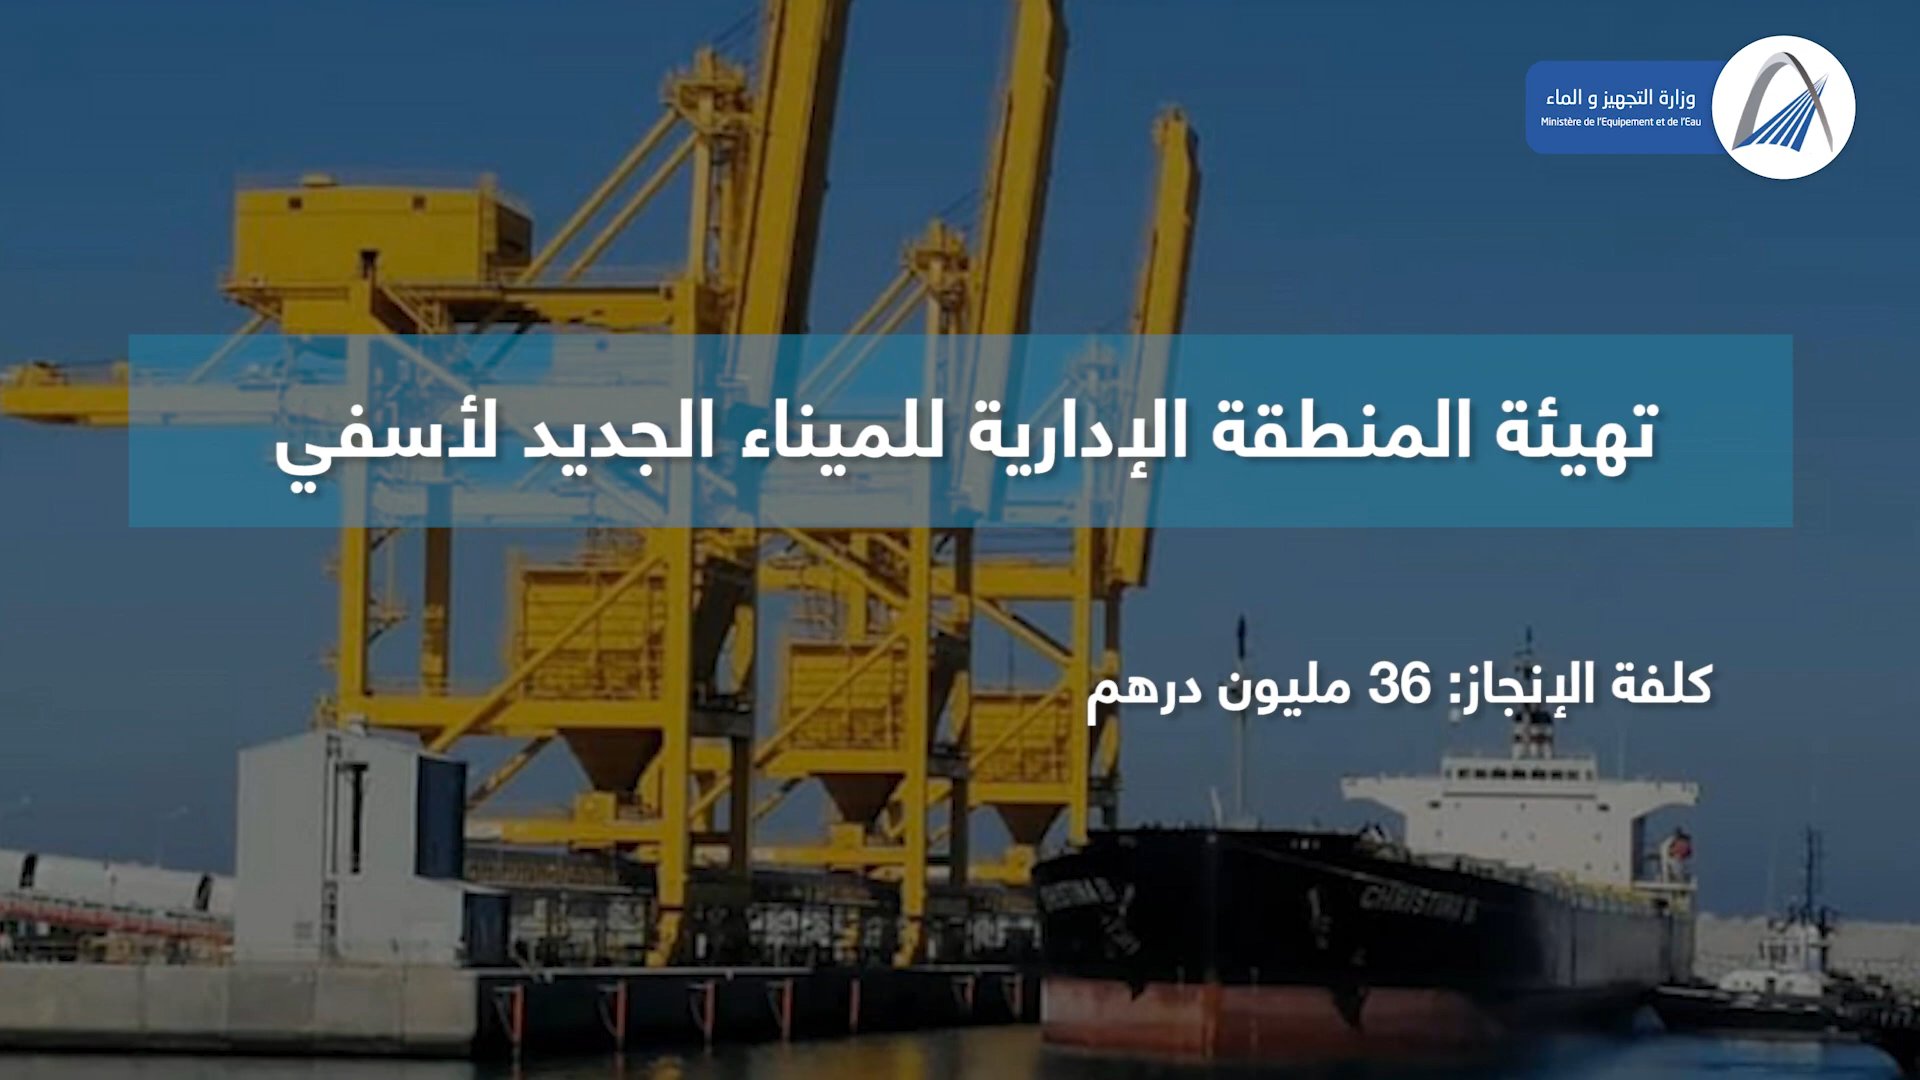 وزارة التجهيز و الماء
Ministère de l'Equipement et de l'Eau
تهيئة المنطقة الإدارية للميناء الجديد لأسفي
كلفة الإنجاز: 36 مليون درهم
CHRISTINA B